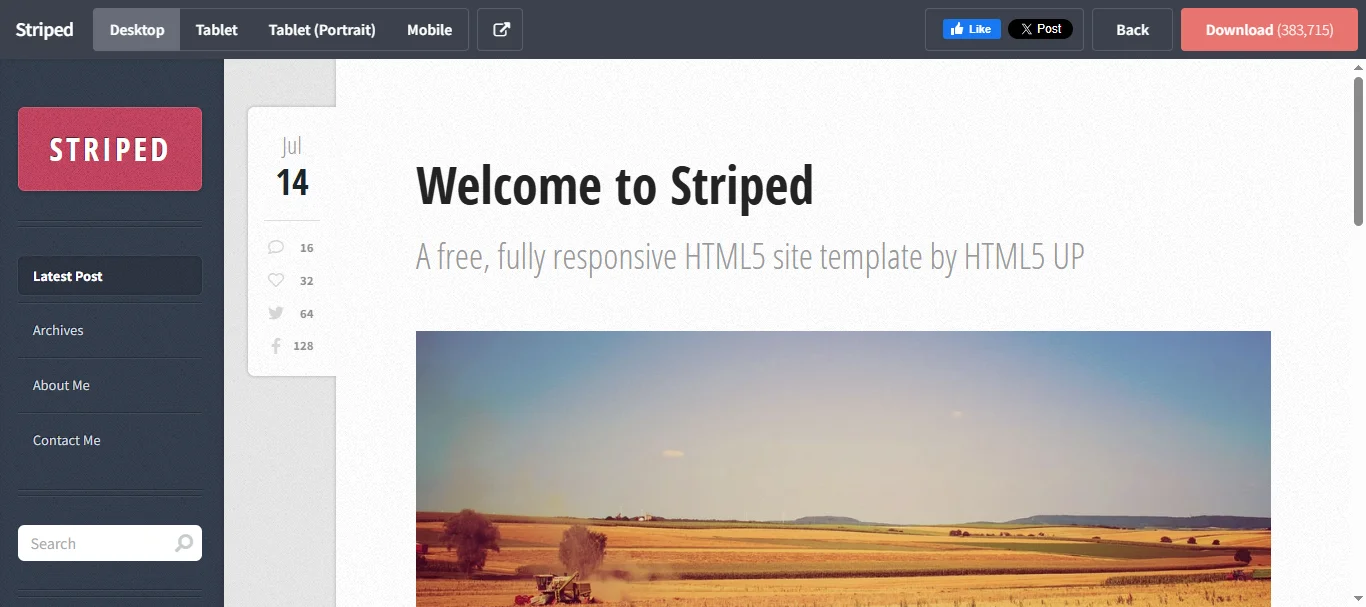 Striped
Desktop
Tablet
Tablet (Portrait)
Mobile
Like
Post
Back
Download (383,715)
STRIPED
Latest Post
Archives
About Me
Contact Me
Search
Jul
14
16
32
64
128
Welcome to Striped
A free, fully responsive HTML5 site template by HTML5 UP